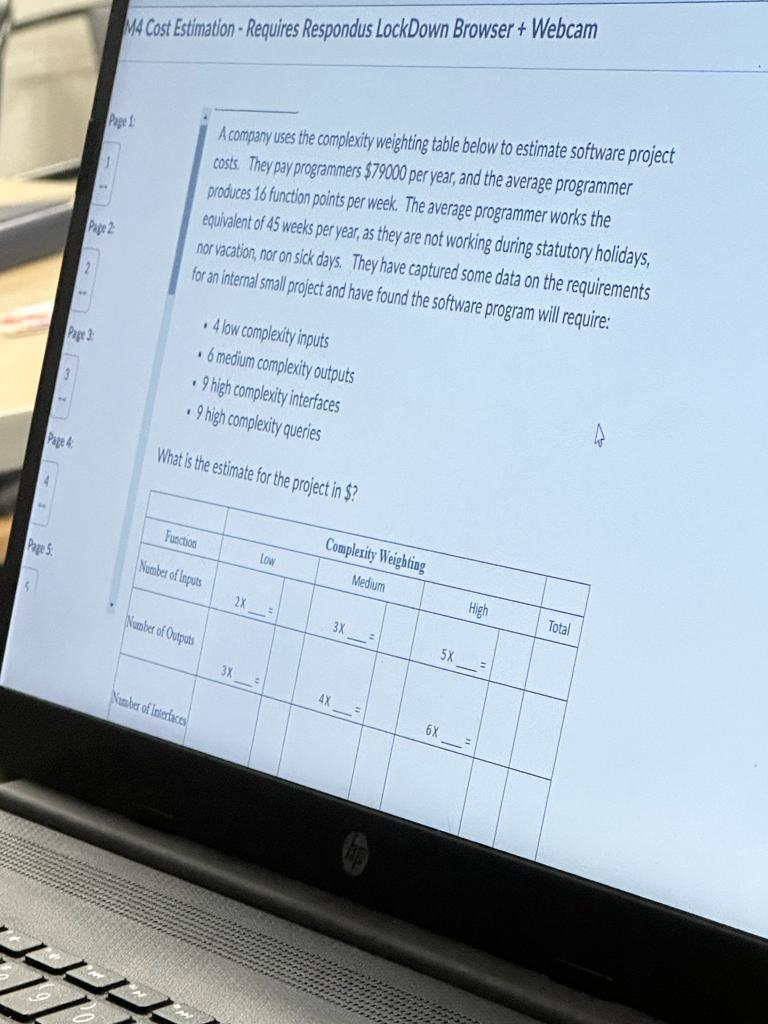 M4 Cost Estimation - Requires Respondus LockDown Browser + Webcam
Page 1:
1
--
Page 2:
2
--
Page 3:
3
--
Page 4:
4
--
Page 5:
5
A company uses the complexity weighting table below to estimate software project
costs. They pay programmers $79000 per year, and the average programmer
produces 16 function points per week. The average programmer works the
equivalent of 45 weeks per year, as they are not working during statutory holidays,
nor vacation, nor on sick days. They have captured some data on the requirements
for an internal small project and have found the software program will require:
• 4 low complexity inputs
• 6 medium complexity outputs
• 9 high complexity interfaces
• 9 high complexity queries
What is the estimate for the project in $?
Complexity Weighting
Function Low Medium High Total
Number of Inputs 2X ___ = 3X ___ = 5X ___ =
Number of Outputs 3X ___ = 4X ___ = 6X ___ =
Number of Interfaces
hp